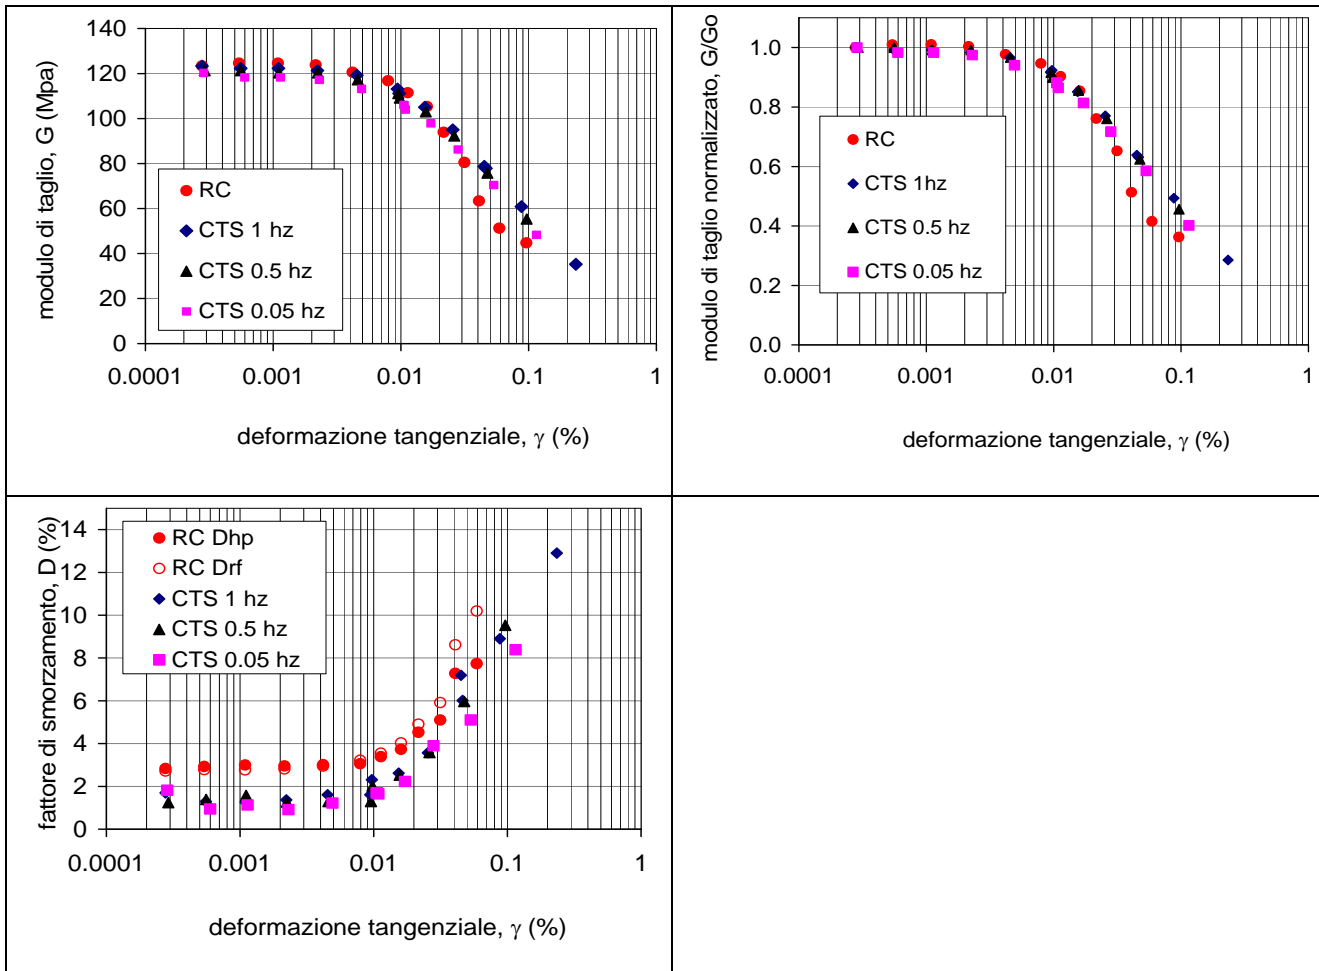 modulo di taglio, G (Mpa)
140
120
100
80
60
40
20
0
RC
CTS 1 hz
CTS 0.5 hz
CTS 0.05 hz
0.0001 0.001 0.01 0.1 1
deformazione tangenziale, γ (%)
modulo di taglio normalizzato, G/Go
1.0
0.8
0.6
0.4
0.2
0.0
RC
CTS 1hz
CTS 0.5 hz
CTS 0.05 hz
0.0001 0.001 0.01 0.1 1
deformazione tangenziale, γ (%)
fattore di smorzamento, D (%)
14
12
10
8
6
4
2
0
RC Dhp
RC Drf
CTS 1 hz
CTS 0.5 hz
CTS 0.05 hz
0.0001 0.001 0.01 0.1 1
deformazione tangenziale, γ (%)